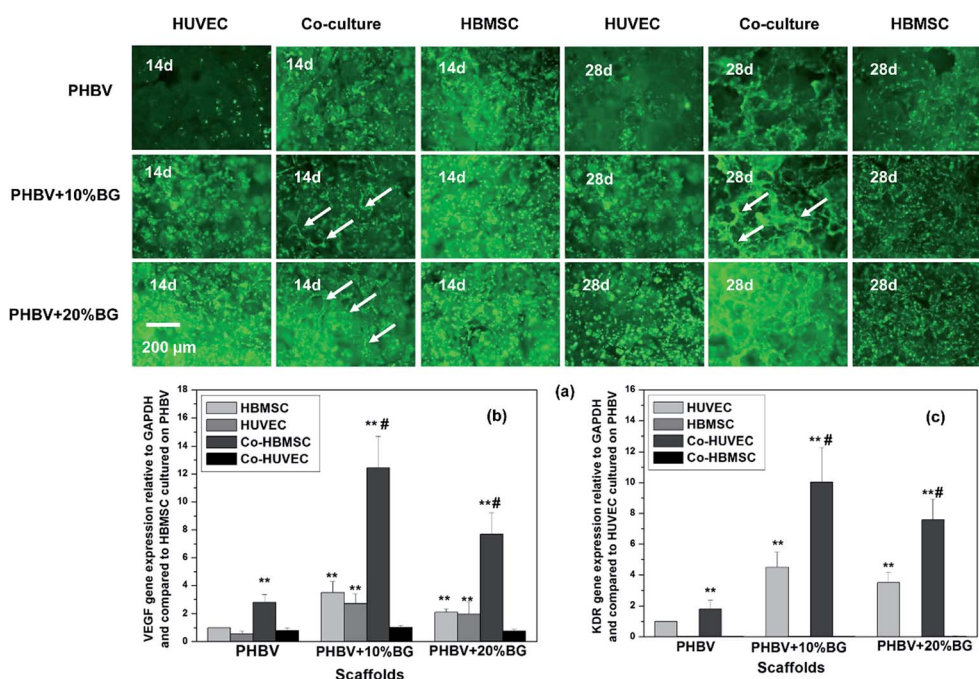 HUVEC Co-culture HBMSC HUVEC Co-culture HBMSC
PHBV
14d 14d 14d 28d 28d 28d
PHBV+10%BG
14d 14d 14d 28d 28d 28d
PHBV+20%BG
14d 14d 14d 28d 28d 28d
200 μm
(a)
VEGF gene expression relative to GAPDH
and compared to HBMSC cultured on PHBV
18
16
14
12
10
8
6
4
2
0
HBMSC
HUVEC
Co-HBMSC
Co-HUVEC
(b)
**
** ** ** #
** ** **#
PHBV PHBV+10%BG PHBV+20%BG
Scaffolds
KDR gene expression relative to GAPDH
and compared to HUVEC cultured on PHBV
16
14
12
10
8
6
4
2
0
HUVEC
HBMSC
Co-HUVEC
Co-HBMSC
(c)
**
** **#
** **#
PHBV PHBV+10%BG PHBV+20%BG
Scaffolds